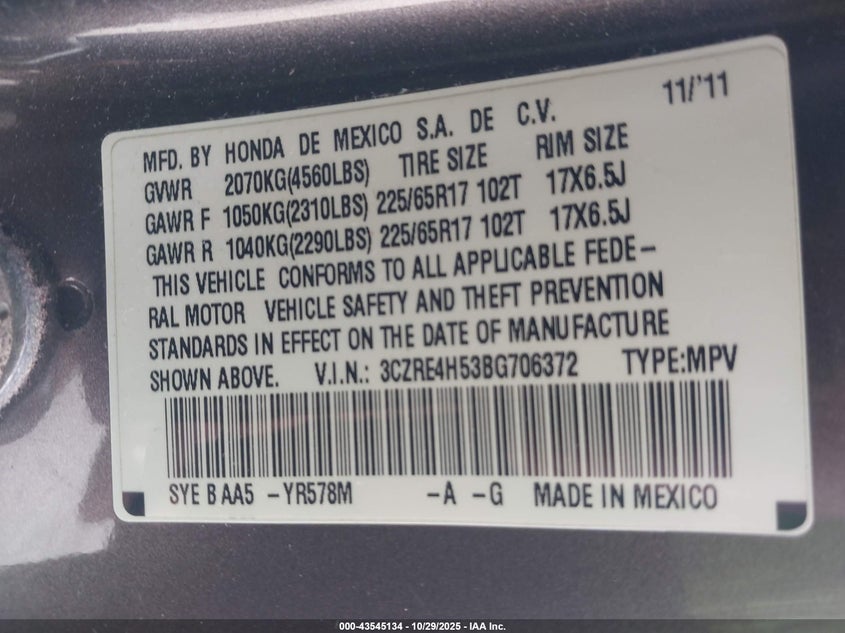 11/'11
MFD. BY HONDA DE MEXICO S.A. DE C.V.
GVWR 2070KG(4560LBS) TIRE SIZE RIM SIZE
GAWR F 1050KG(2310LBS) 225/65R17 102T 17X6.5J
GAWR R 1040KG(2290LBS) 225/65R17 102T 17X6.5J
THIS VEHICLE CONFORMS TO ALL APPLICABLE FEDE-
RAL MOTOR VEHICLE SAFETY AND THEFT PREVENTION
STANDARDS IN EFFECT ON THE DATE OF MANUFACTURE
SHOWN ABOVE. V.I.N.: 3CZRE4H53BG706372 TYPE:MPV
SYE B AA5 -YR578M -A -G MADE IN MEXICO
000-43545134 - 10/29/2025 - IAA Inc.